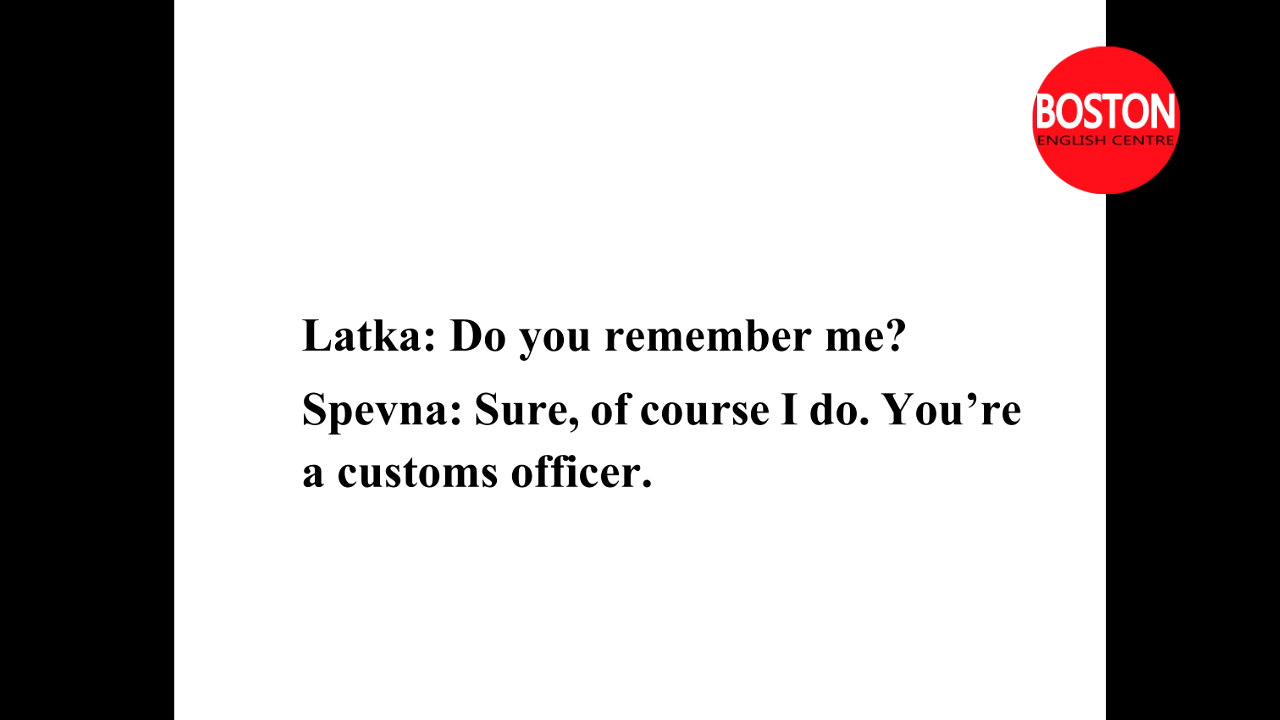 BOSTON
ENGLISH CENTRE
Latka: Do you remember me?
Spevna: Sure, of course I do. You’re
a customs officer.